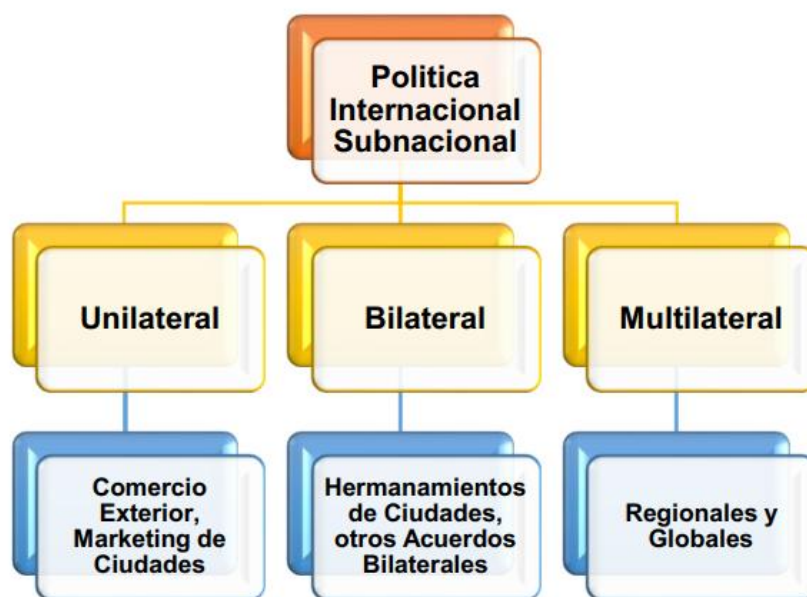 Politica
Internacional
Subnacional
Unilateral
Bilateral
Multilateral
Comercio
Exterior,
Marketing de
Ciudades
Hermanamientos
de Ciudades,
otros Acuerdos
Bilaterales
Regionales y
Globales